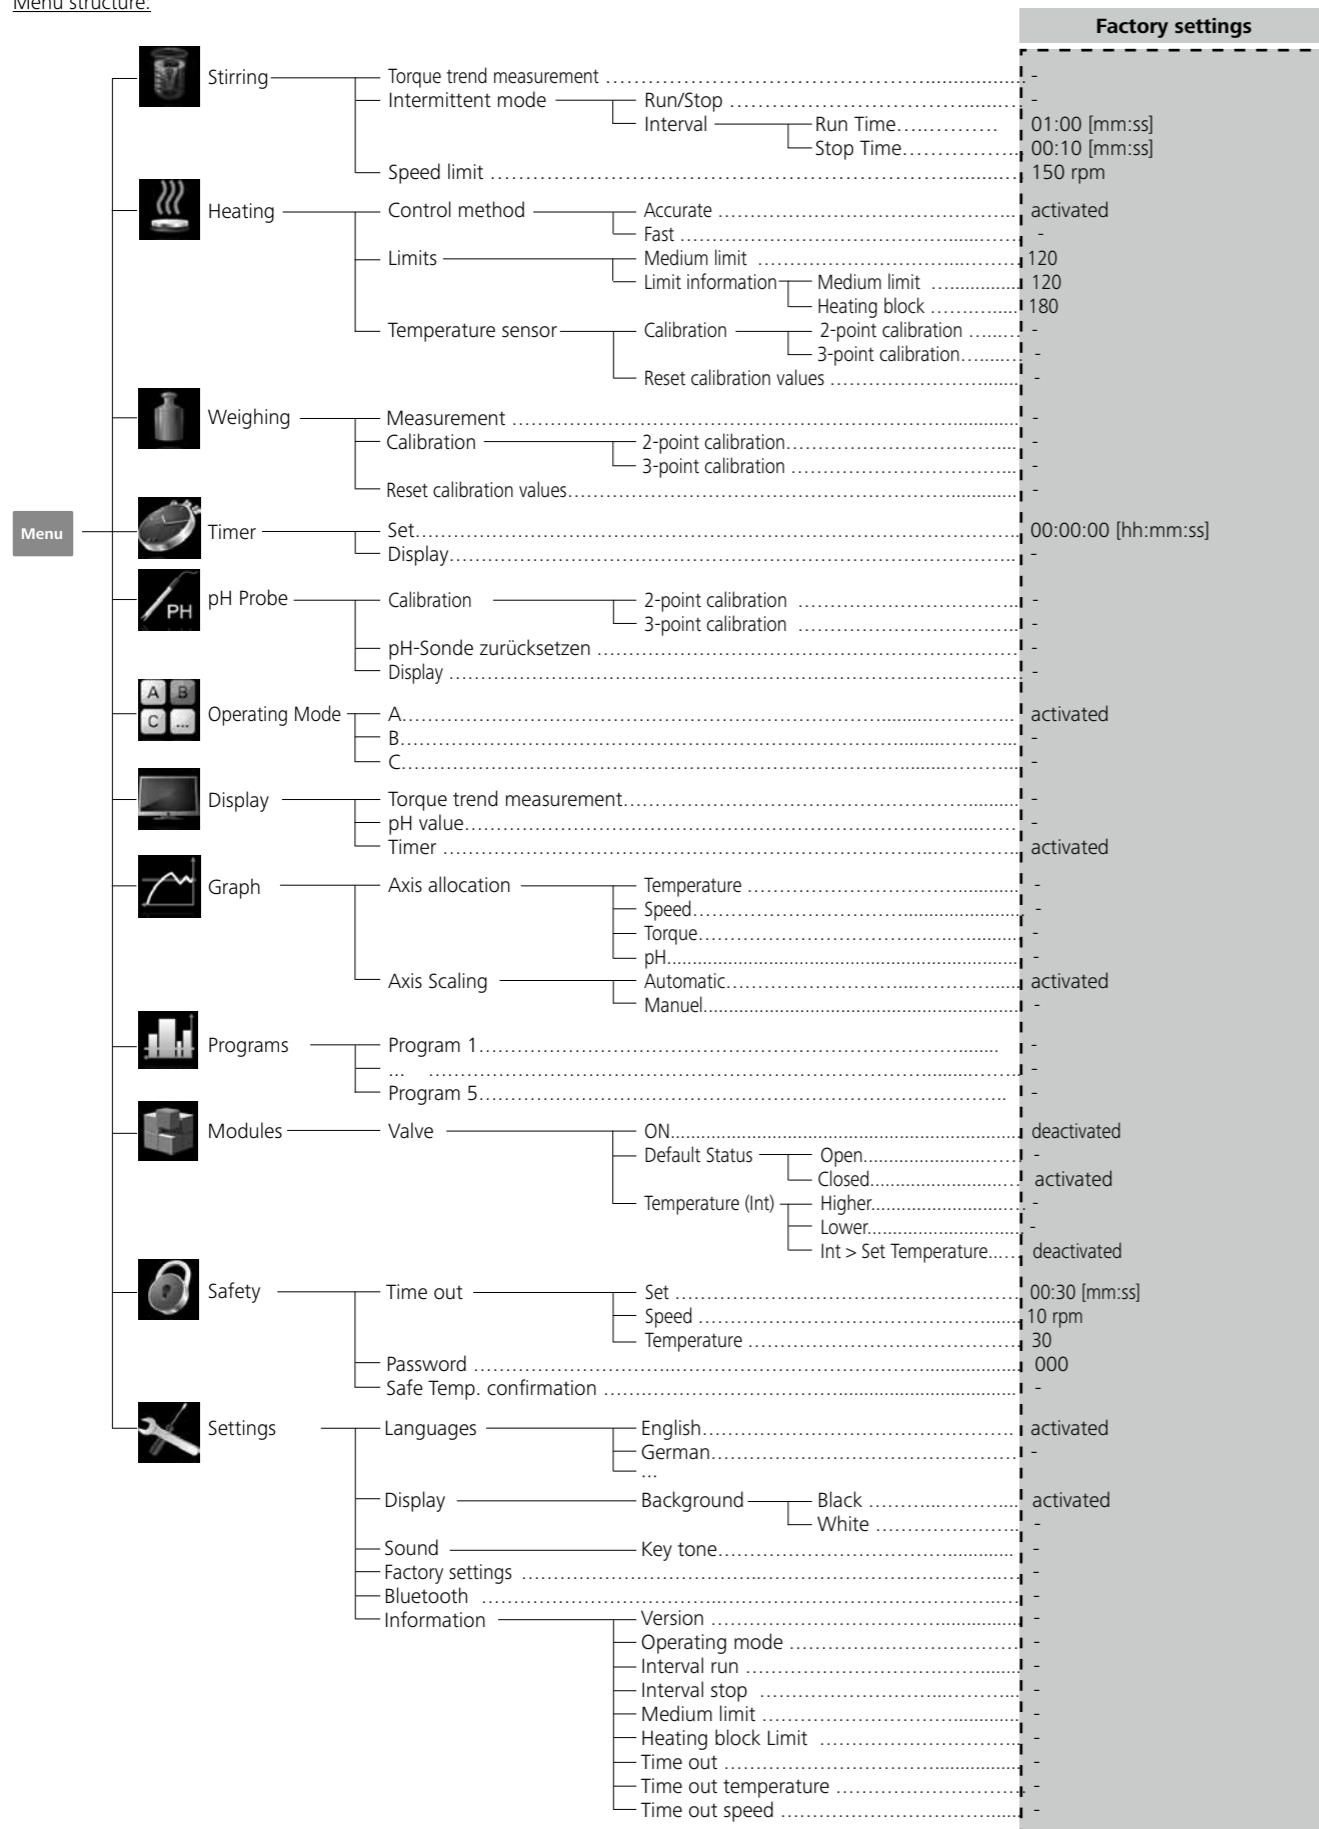 Menu structure:
Factory settings
Stirring Torque trend measurement -
Intermittent mode Run/Stop -
Interval Run Time 01:00 [mm:ss]
Stop Time 00:10 [mm:ss]
Speed limit 150 rpm
Heating Control method Accurate activated
Fast -
Limits Medium limit 120
Limit information Medium limit 120
Heating block 180
Temperature sensor Calibration 2-point calibration -
3-point calibration -
Reset calibration values -
Weighing Measurement -
Calibration 2-point calibration -
3-point calibration -
Reset calibration values -
Menu
Timer Set 00:00:00 [hh:mm:ss]
Display -
PH
pH Probe Calibration 2-point calibration -
3-point calibration -
pH-Sonde zurücksetzen -
Display -
A B
C ...
Operating Mode A activated
B -
C -
Display Torque trend measurement -
pH value -
Timer activated
Graph Axis allocation Temperature -
Speed -
Torque -
pH -
Axis Scaling Automatic activated
Manuel -
Programs Program 1 -
... -
Program 5 -
Modules Valve ON deactivated
Default Status Open -
Closed activated
Temperature (Int) Higher -
Lower -
Int > Set Temperature deactivated
Safety Time out Set 00:30 [mm:ss]
Speed 10 rpm
Temperature 30
Password 000
Safe Temp. confirmation -
Settings Languages English activated
German -
...
Display Background Black activated
White -
Sound Key tone -
Factory settings -
Bluetooth -
Information Version -
Operating mode -
Interval run -
Interval stop -
Medium limit -
Heating block Limit -
Time out -
Time out temperature -
Time out speed -